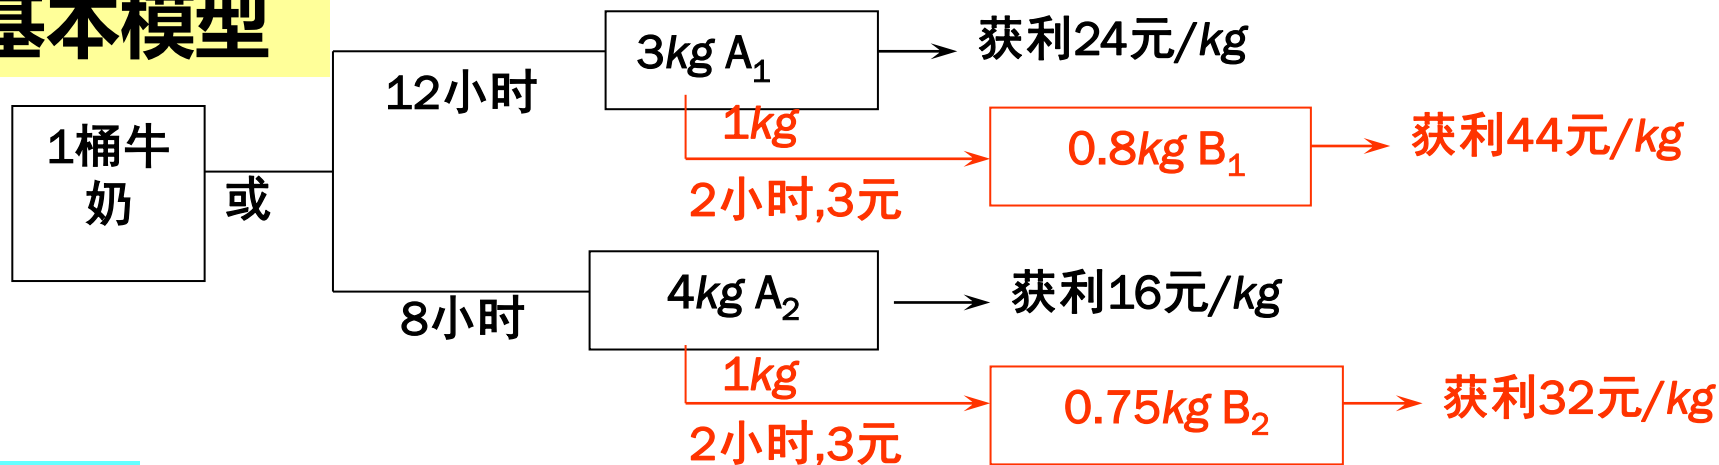 基本模型
1桶牛
奶
或
12小时
3kg A₁
获利24元/kg
1kg
2小时,3元
0.8kg B₁
获利44元/kg
8小时
4kg A₂
获利16元/kg
1kg
2小时,3元
0.75kg B₂
获利32元/kg